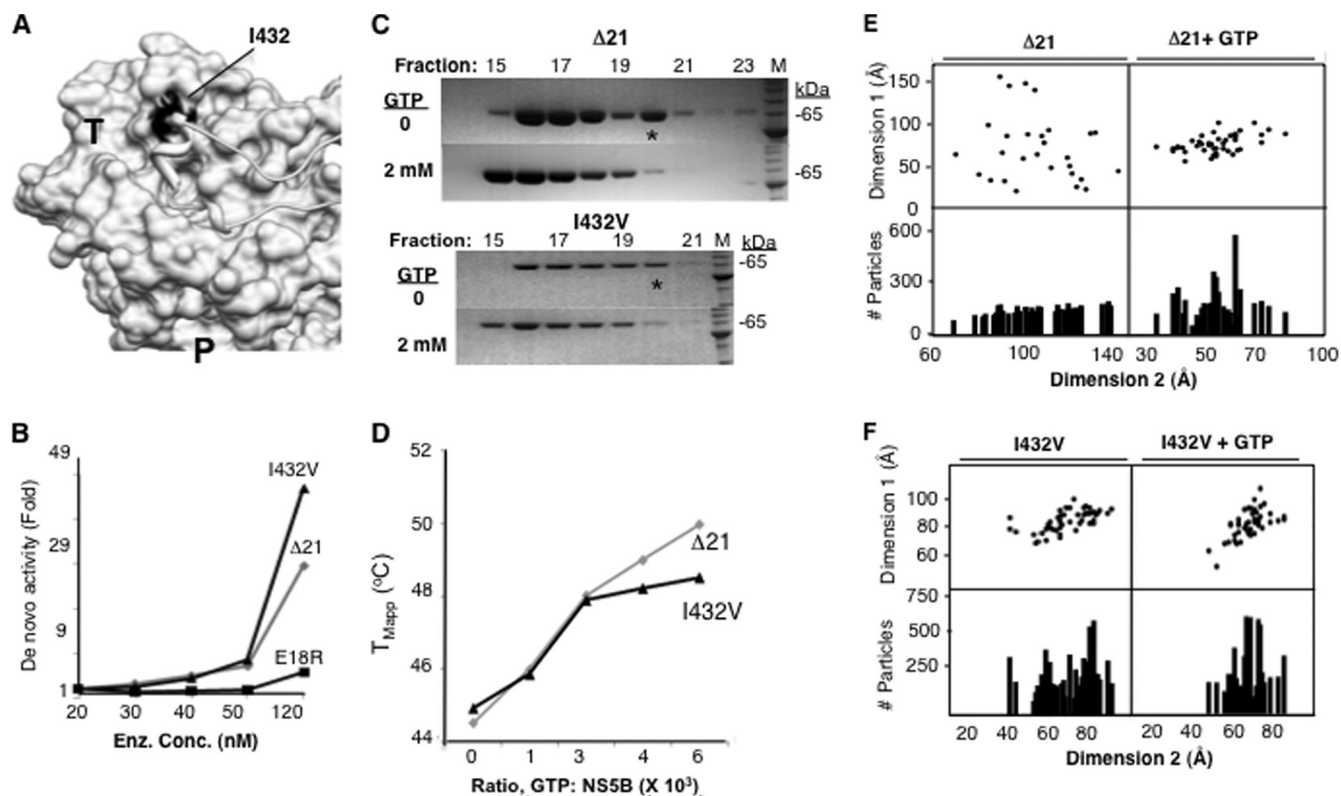 A
I432
T
P
B
De novo activity (Fold)
49
29
9
1
I432V
Δ21
E18R
20 30 40 50 120
Enz. Conc. (nM)
C
Δ21
Fraction: 15 17 19 21 23 M
kDa
GTP
0
-65
*
2 mM
-65
I432V
Fraction: 15 17 19 21 M
kDa
GTP
0
-65
*
2 mM
-65
D
T_Mapp (°C)
52
50
48
46
44
Δ21
I432V
0 1 3 4 6
Ratio, GTP: NS5B (X 10³)
E
Δ21
Δ21+ GTP
Dimension 1 (Å)
150
100
50
0
# Particles
600
300
0
60 100 140 30 50 70 100
Dimension 2 (Å)
F
I432V
I432V + GTP
Dimension 1 (Å)
100
80
60
# Particles
750
500
250
20 40 60 80 20 40 60 80
Dimension 2 (Å)